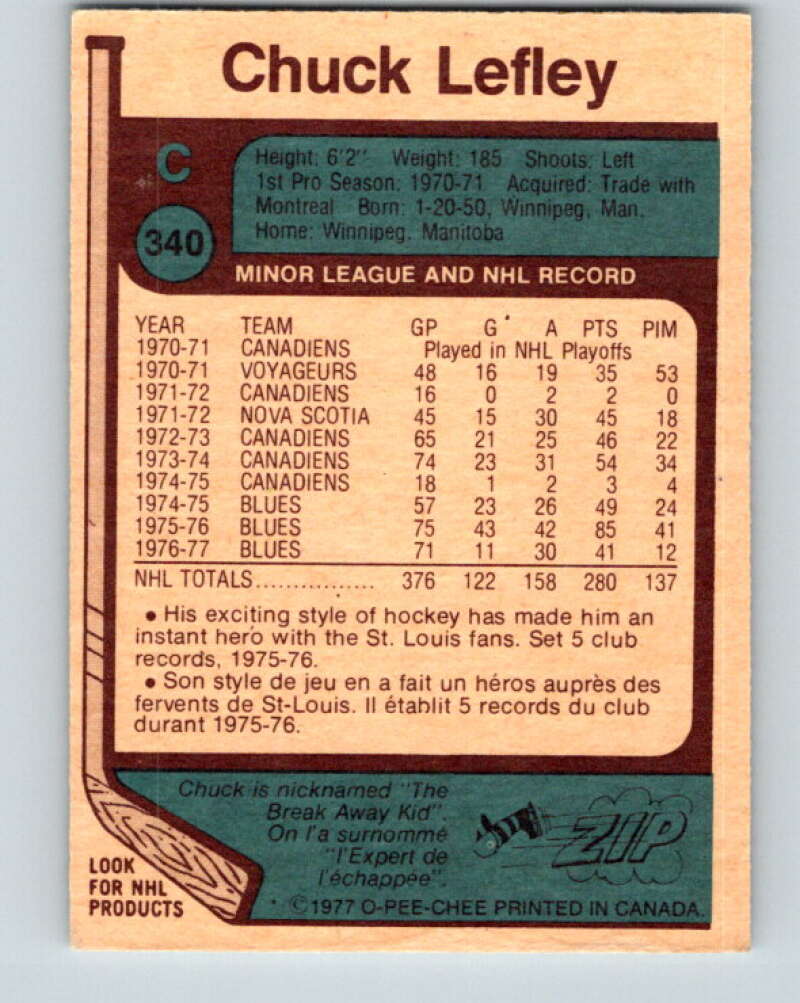 Chuck Lefley
C
340
Height: 6'2" Weight: 185 Shoots: Left
1st Pro Season: 1970-71 Acquired: Trade with
Montreal Born: 1-20-50, Winnipeg, Man.
Home: Winnipeg, Manitoba
MINOR LEAGUE AND NHL RECORD
YEAR TEAM GP G A PTS PIM
1970-71 CANADIENS Played in NHL Playoffs
1970-71 VOYAGEURS 48 16 19 35 53
1971-72 CANADIENS 16 0 2 2 0
1971-72 NOVA SCOTIA 45 15 30 45 18
1972-73 CANADIENS 65 21 25 46 22
1973-74 CANADIENS 74 23 31 54 34
1974-75 CANADIENS 18 1 2 3 4
1974-75 BLUES 57 23 26 49 24
1975-76 BLUES 75 43 42 85 41
1976-77 BLUES 71 11 30 41 12
NHL TOTALS................ 376 122 158 280 137
• His exciting style of hockey has made him an
instant hero with the St. Louis fans. Set 5 club
records, 1975-76.
• Son style de jeu en a fait un héros auprès des
fervents de St-Louis. Il établit 5 records du club
durant 1975-76.
Chuck is nicknamed "The
Break Away Kid".
On l'a surnommé
"l'Expert de
l'échappée".
ZIP
LOOK
FOR NHL
PRODUCTS
©1977 O-PEE-CHEE PRINTED IN CANADA.